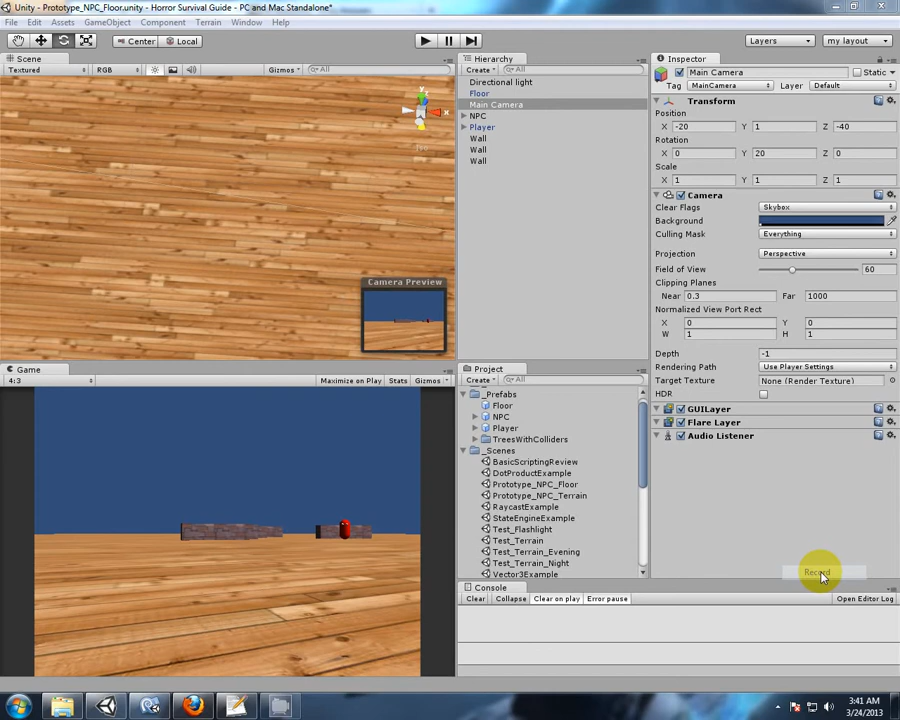 Unity - Prototype_NPC_Floor.unity - Horror Survival Guide - PC and Mac Standalone*
File Edit Assets GameObject Component Terrain Window Help
Center Local Layers my layout
Scene
Textured RGB Gizmos All
y
x
Camera Preview
Game
4:3 Maximize on Play Stats Gizmos
Hierarchy
Create All
Directional light
Floor
Main Camera
NPC
Player
Wall
Wall
Wall
Project
Create All
_Prefabs
Floor
NPC
Player
TreesWithColliders
_Scenes
BasicScriptingReview
DotProductExample
Prototype_NPC_Floor
Prototype_NPC_Terrain
RaycastExample
StateEngineExample
Test_Flashlight
Test_Terrain
Test_Terrain_Evening
Test_Terrain_Night
Vector3Example
Console
Clear Collapse Clear on play Error pause Open Editor Log
Inspector
Main Camera Static
Tag MainCamera Layer Default
Transform
Position
X -20 Y 1 Z -40
Rotation
X 0 Y 20 Z 0
Scale
X 1 Y 1 Z 1
Camera
Clear Flags Skybox
Background
Culling Mask Everything
Projection Perspective
Field of View 60
Clipping Planes
Near 0.3 Far 1000
Normalized View Port Rect
X 0 Y 0
W 1 H 1
Depth -1
Rendering Path Use Player Settings
Target Texture None (Render Texture)
HDR
GUILayer
Flare Layer
Audio Listener
Record
3:41 AM
3/24/2013